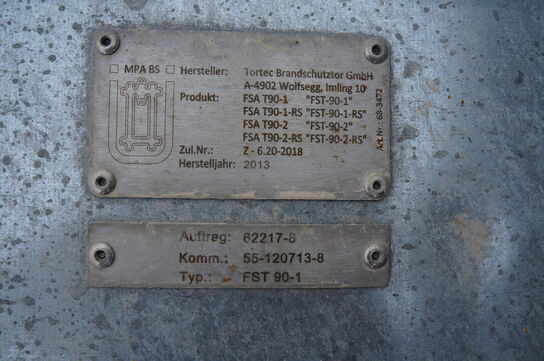 MPA BS Hersteller: Tortec Brandschutztor GmbH
A-4902 Wolfsegg, Imling 10
Produkt: FSA T90-1 "FST-90-1"
FSA T90-1-RS "FST-90-1-RS"
FSA T90-2 "FST-90-2"
FSA T90-2-RS "FST-90-2-RS"
Zul.Nr.: Z - 6.20-2018
Herstelljahr: 2013
Art.Nr.: 68-3472
Auftrag: 62217-8
Komm.: 55-120713-8
Typ.: FST 90-1